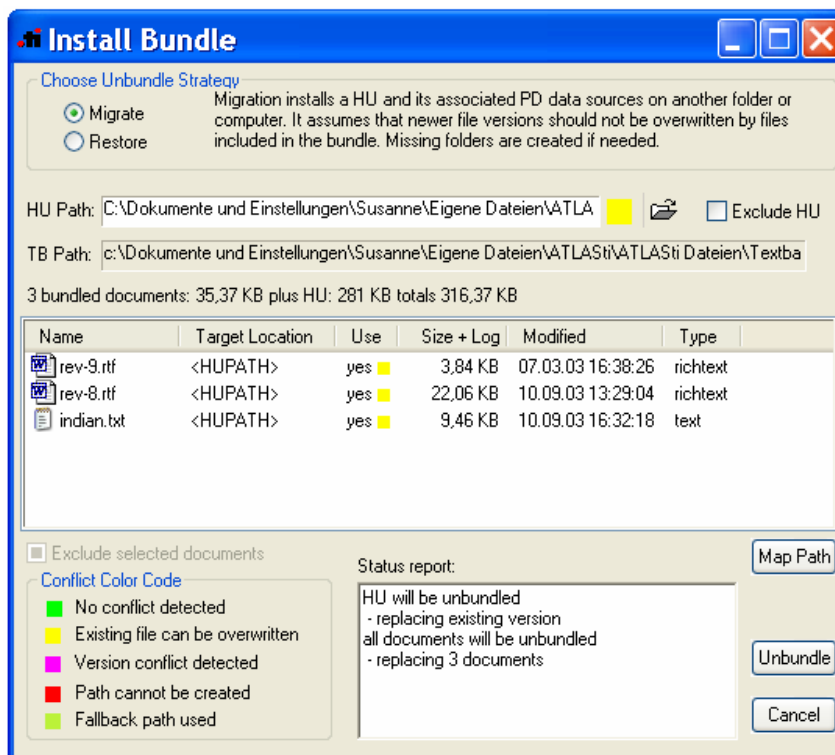 .ti Install Bundle
Choose Unbundle Strategy
Migrate
Restore
Migration installs a HU and its associated PD data sources on another folder or
computer. It assumes that newer file versions should not be overwritten by files
included in the bundle. Missing folders are created if needed.
HU Path: C:\Dokumente und Einstellungen\Susanne\Eigene Dateien\ATLA Exclude HU
TB Path: c:\Dokumente und Einstellungen\Susanne\Eigene Dateien\ATLASti\ATLASti Dateien\Textba
3 bundled documents: 35,37 KB plus HU: 281 KB totals 316,37 KB
Name Target Location Use Size + Log Modified Type
rev-9.rtf <HUPATH> yes 3,84 KB 07.03.03 16:38:26 richtext
rev-8.rtf <HUPATH> yes 22,06 KB 10.09.03 13:29:04 richtext
indian.txt <HUPATH> yes 9,46 KB 10.09.03 16:32:18 text
Exclude selected documents
Conflict Color Code
No conflict detected
Existing file can be overwritten
Version conflict detected
Path cannot be created
Fallback path used
Status report:
HU will be unbundled
- replacing existing version
all documents will be unbundled
- replacing 3 documents
Map Path
Unbundle
Cancel